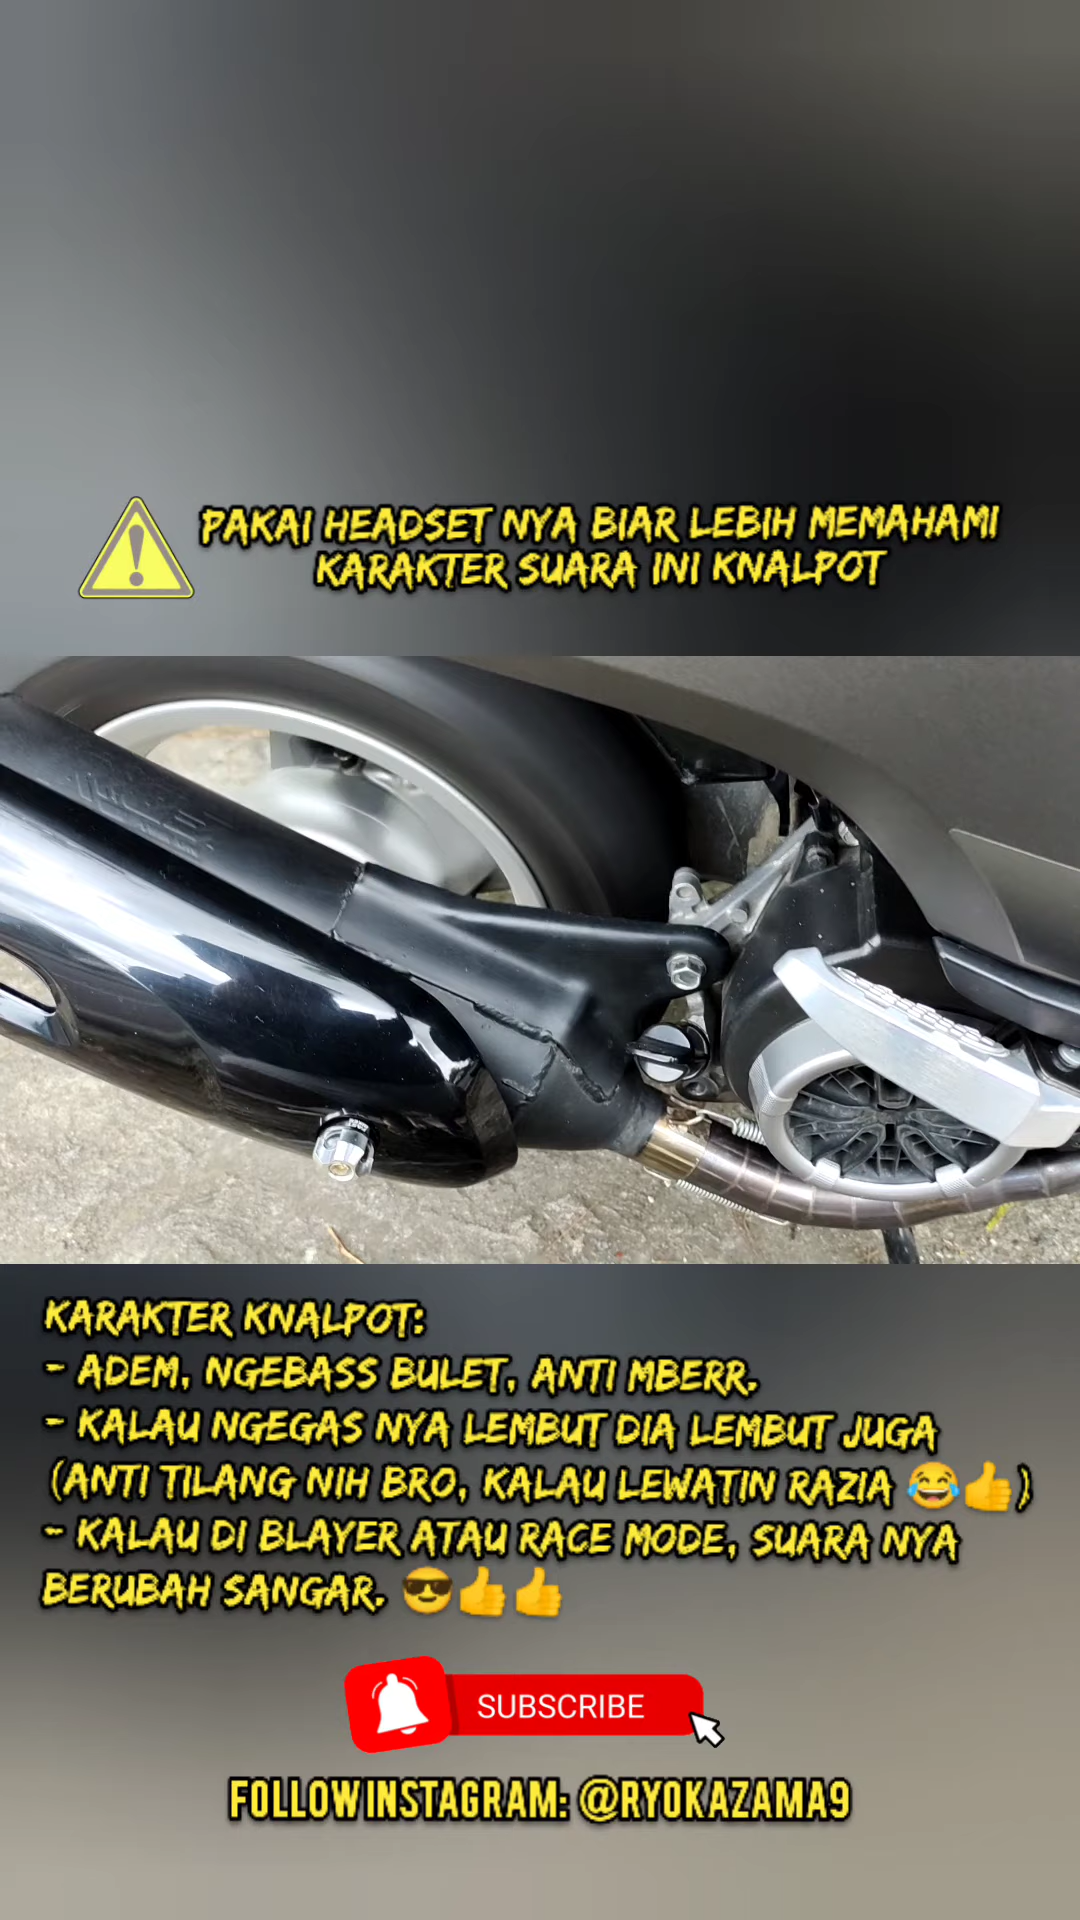 PAKAI HEADSET NYA BIAR LEBIH MEMAHAMI
KARAKTER SUARA INI KNALPOT
KARAKTER KNALPOT:
- ADEM, NGEBASS BULET, ANTI MBERR.
- KALAU NGEGAS NYA LEMBUT DIA LEMBUT JUGA
(ANTI TILANG NIH BRO, KALAU LEWATIN RAZIA 😂👍)
- KALAU DI BLAYER ATAU RACE MODE, SUARA NYA
BERUBAH SANGAR. 😎👍👍
SUBSCRIBE
FOLLOW INSTAGRAM: @RYOKAZAMA9